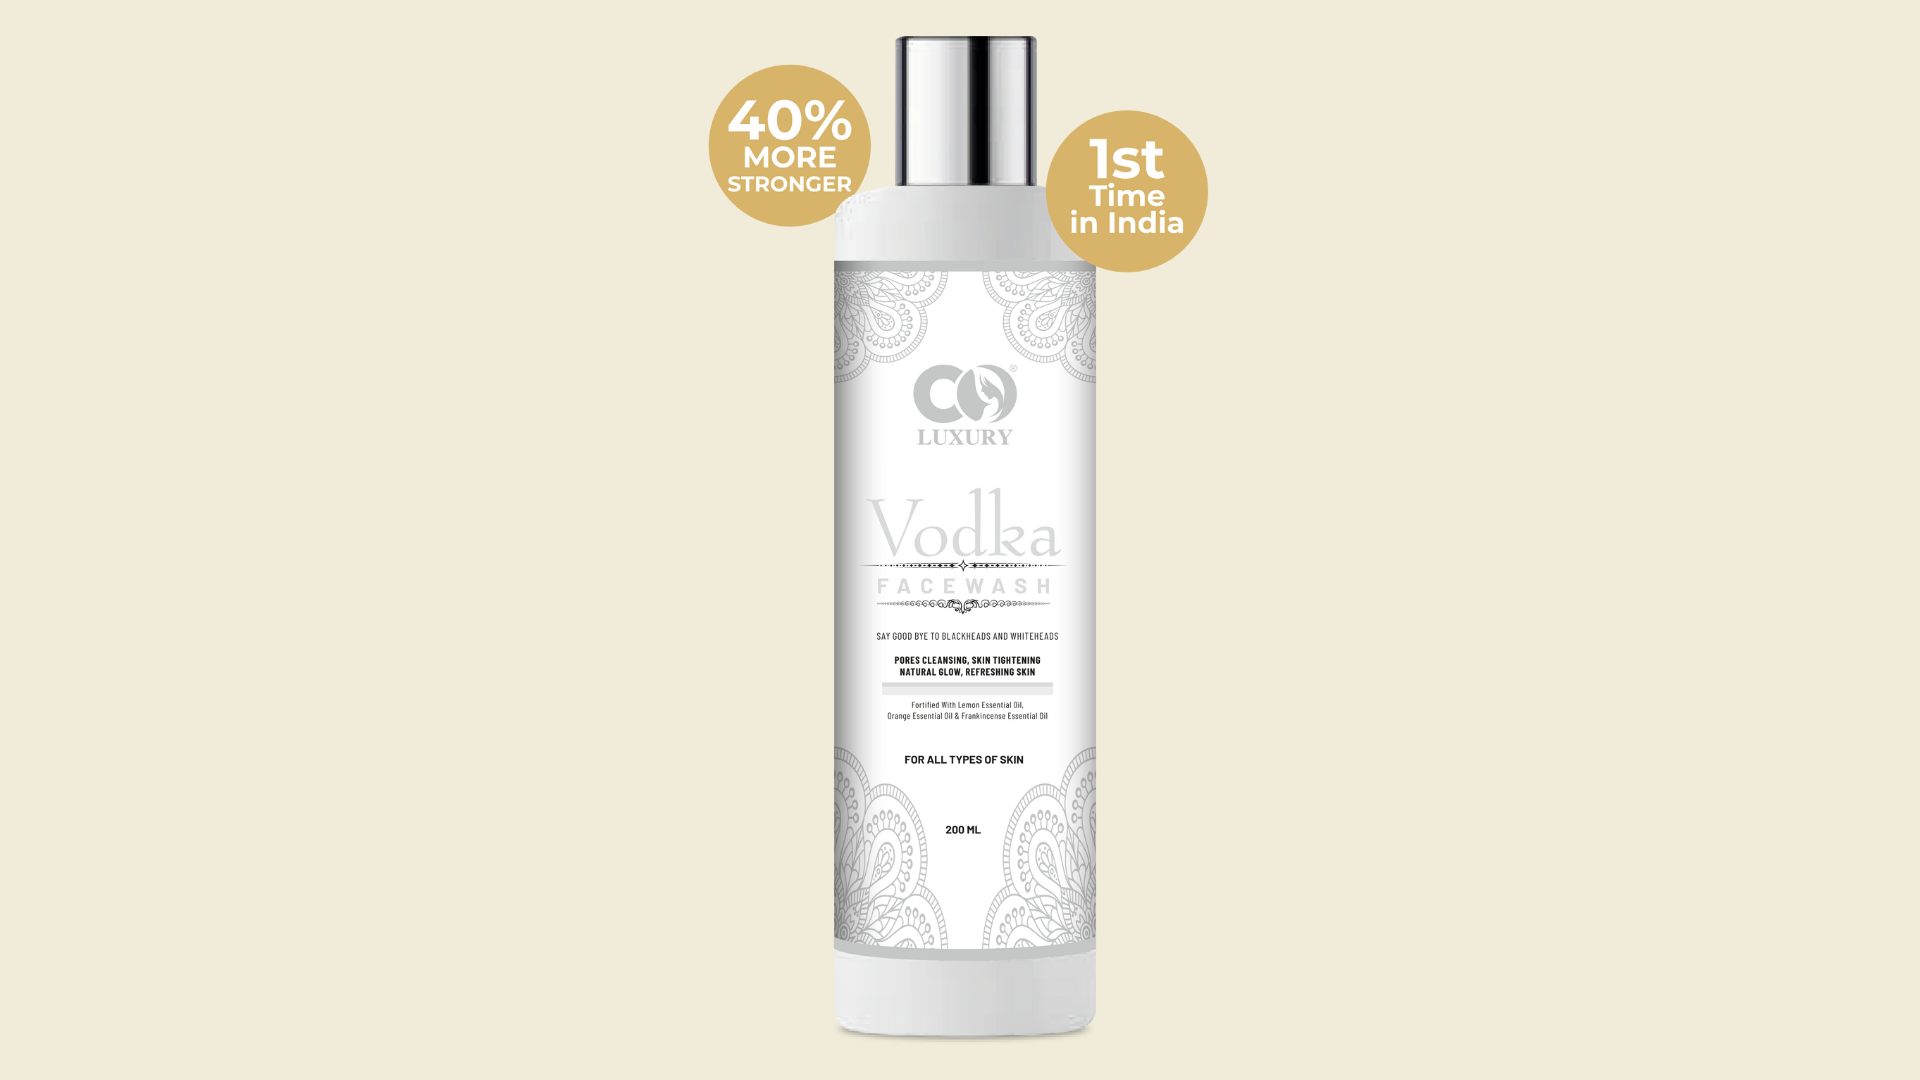 40%
MORE
STRONGER
1st
Time
in India
CO®
LUXURY
Vodka
FACEWASH
SAY GOOD BYE TO BLACKHEADS AND WHITEHEADS
PORES CLEANSING, SKIN TIGHTENING
NATURAL GLOW, REFRESHING SKIN
Fortified With Lemon Essential Oil,
Orange Essential Oil & Frankincense Essential Oil
FOR ALL TYPES OF SKIN
200 ML